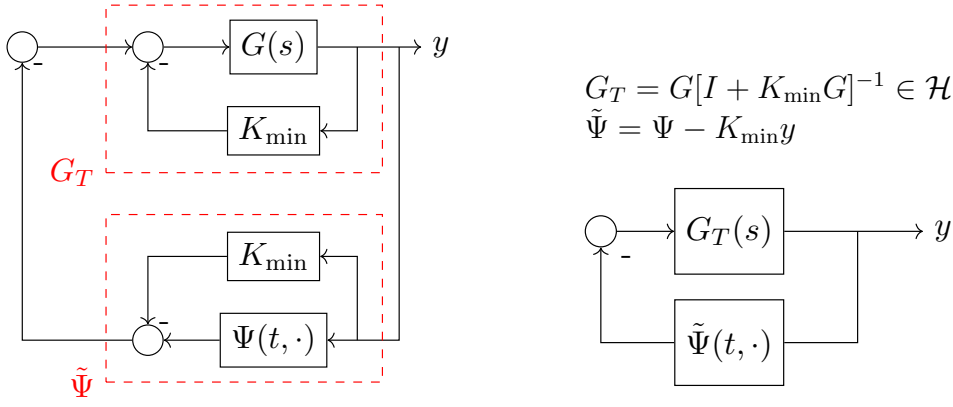 G(s)
y
-
K_min
G_T
K_min
-
Ψ(t, ·)
Ψ̃
-
G_T = G[I + K_min G]^{-1} ∈ ℋ
Ψ̃ = Ψ − K_min y
G_T(s)
y
-
Ψ̃(t, ·)